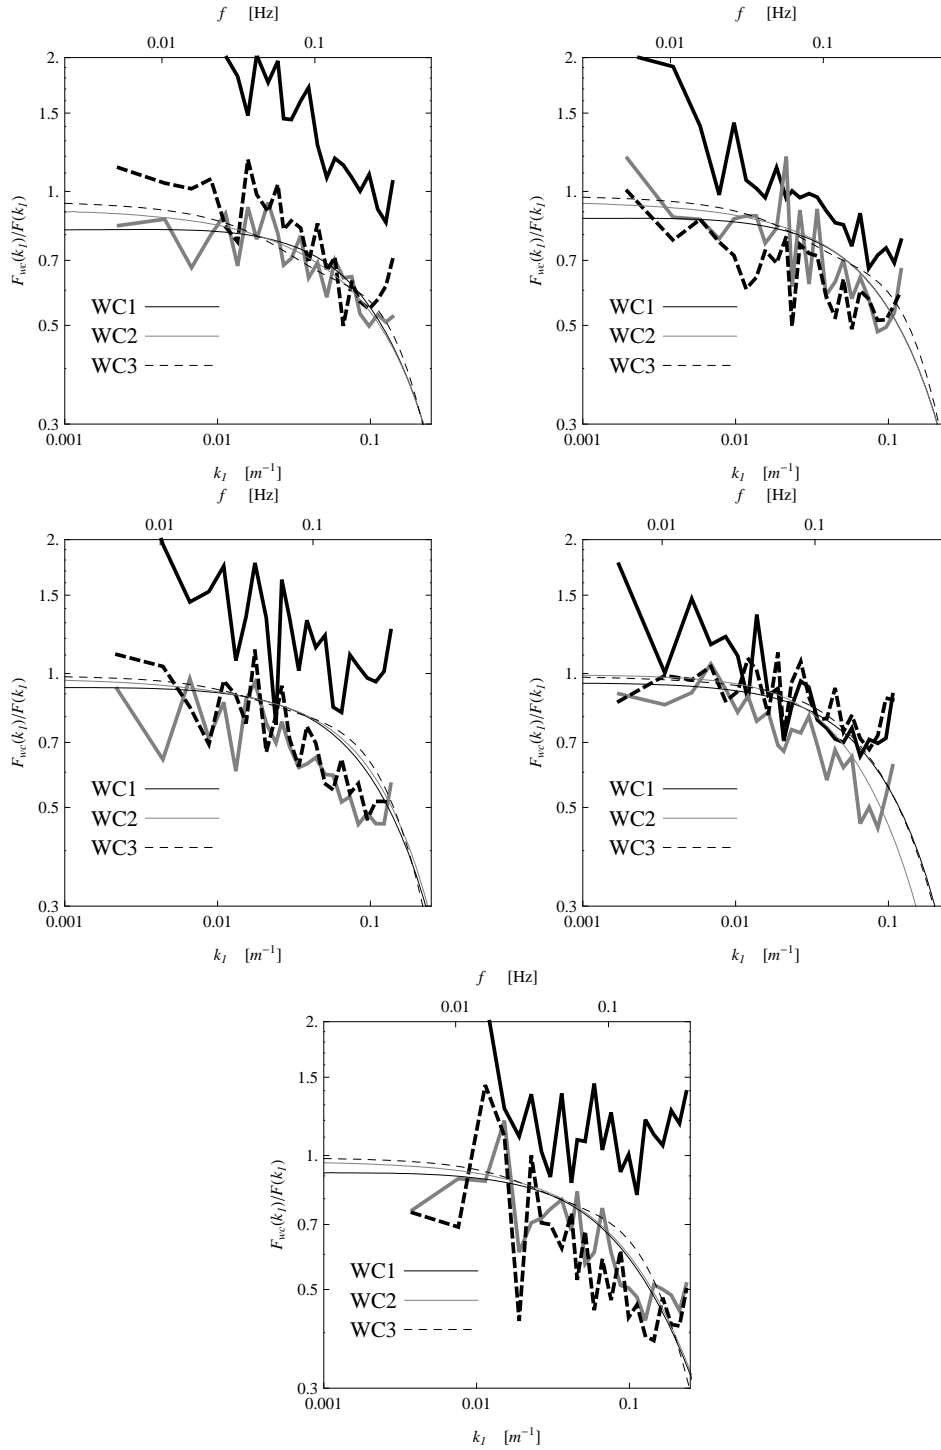 f [Hz]
0.01 0.1
2.
1.5
1.
0.7
0.5
0.3
F_wc(k_1)/F(k_1)
WC1
WC2
WC3
0.001 0.01 0.1
k_1 [m^-1]
f [Hz]
0.01 0.1
2.
1.5
1.
0.7
0.5
0.3
F_wc(k_1)/F(k_1)
WC1
WC2
WC3
0.001 0.01 0.1
k_1 [m^-1]
f [Hz]
0.01 0.1
2.
1.5
1.
0.7
0.5
0.3
F_wc(k_1)/F(k_1)
WC1
WC2
WC3
0.001 0.01 0.1
k_1 [m^-1]
f [Hz]
0.01 0.1
2.
1.5
1.
0.7
0.5
0.3
F_wc(k_1)/F(k_1)
WC1
WC2
WC3
0.001 0.01 0.1
k_1 [m^-1]
f [Hz]
0.01 0.1
2.
1.5
1.
0.7
0.5
0.3
F_wc(k_1)/F(k_1)
WC1
WC2
WC3
0.001 0.01 0.1
k_1 [m^-1]